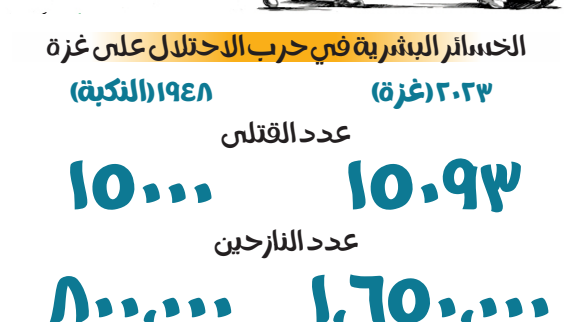 الخسائر البشرية في حرب الاحتلال على غزة
٢٠٢٣ (غزة) ١٩٤٨ (النكبة)
عدد القتلى
١٥٠٩٣ ١٥٠٠٠
عدد النازحين
١،٦٥٠،٠٠٠ ٨٠٠،٠٠٠